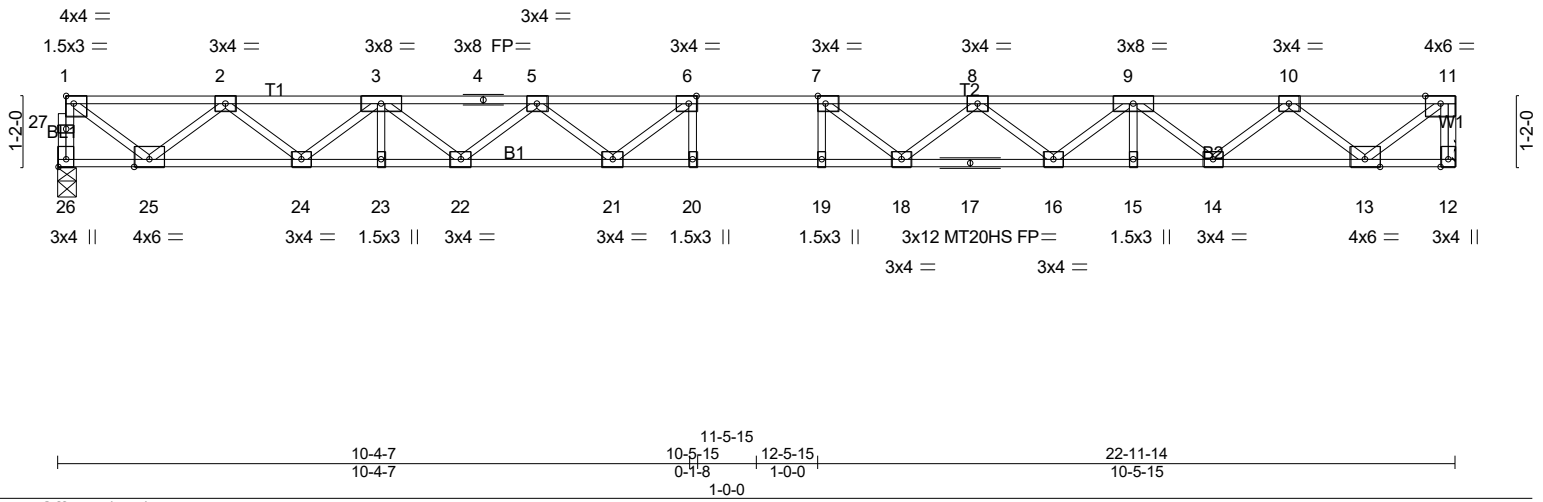 4x4 =
3x4 =
1.5x3 =
3x4 =
3x8 =
3x8 FP=
3x4 =
3x4 =
3x4 =
3x8 =
3x4 =
4x6 =
1
2
3
4
5
6
7
8
9
10
11
T1
T2
1-2-0
27
BL1
W1
1-2-0
B1
B2
26
25
24
23
22
21
20
19
18
17
16
15
14
13
12
3x4 ||
4x6 =
3x4 =
1.5x3 ||
3x4 =
3x4 =
1.5x3 ||
1.5x3 ||
3x12 MT20HS FP=
1.5x3 ||
3x4 =
4x6 =
3x4 ||
3x4 =
3x4 =
11-5-15
10-4-7
10-5-15
12-5-15
22-11-14
10-4-7
0-1-8
1-0-0
10-5-15
1-0-0